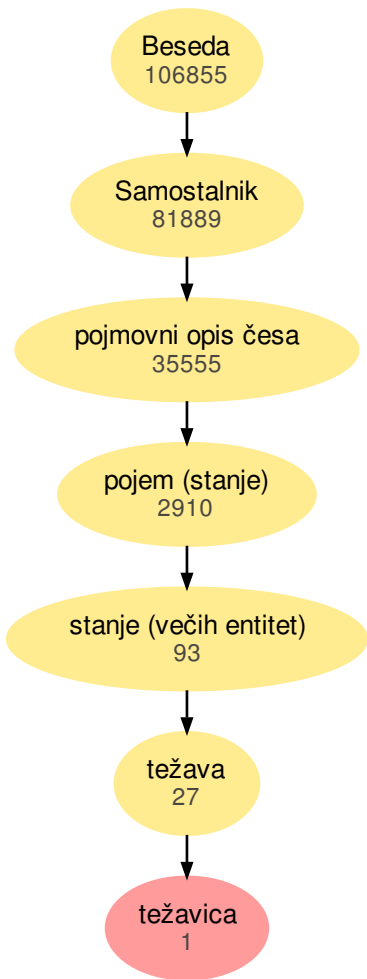 Beseda
106855
Samostalnik
81889
pojmovni opis česa
35555
pojem (stanje)
2910
stanje (večih entitet)
93
težava
27
težavica
1